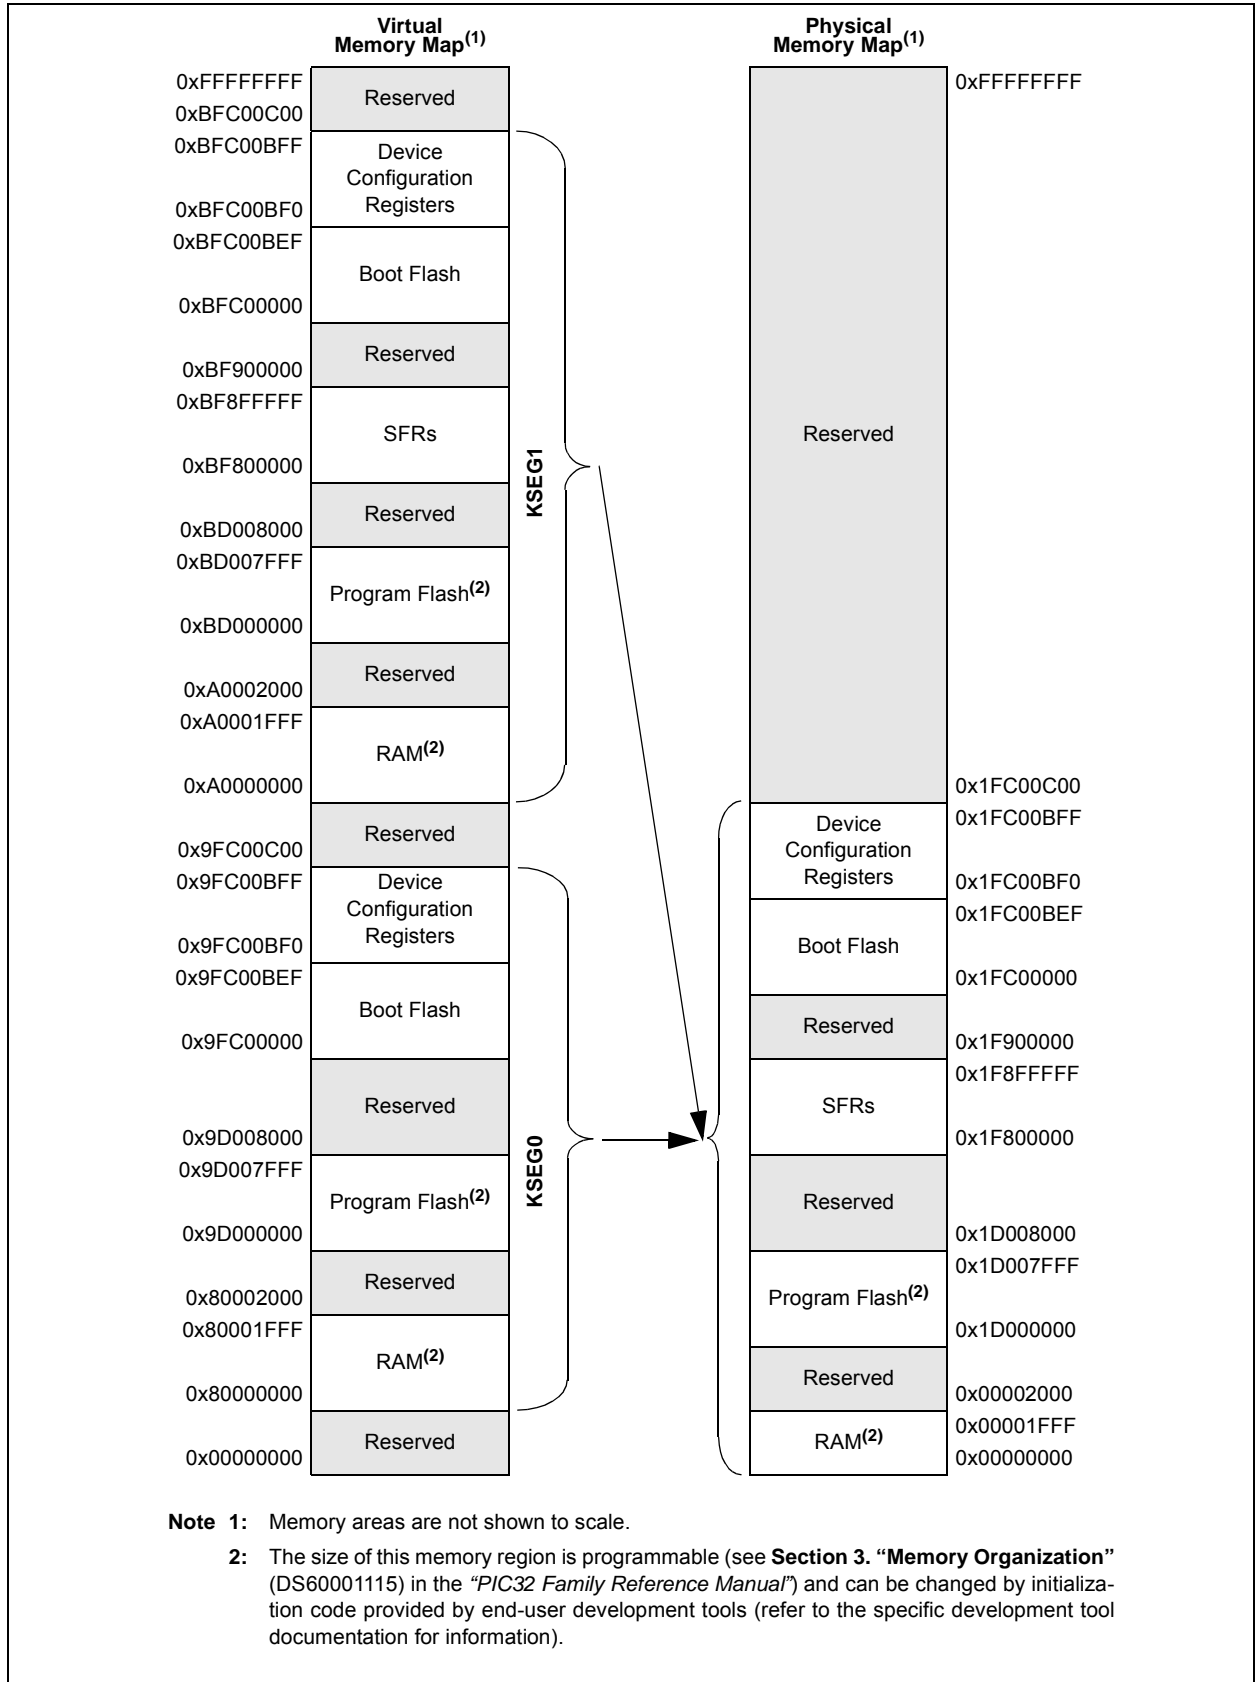 Virtual
Memory Map(1)
Physical
Memory Map(1)
0xFFFFFFFF
Reserved
0xBFC00C00
0xBFC00BFF
Device
Configuration
Registers
0xBFC00BF0
0xBFC00BEF
Boot Flash
0xBFC00000
Reserved
0xBF900000
0xBF8FFFFF
SFRs
0xBF800000
Reserved
0xBD008000
0xBD007FFF
Program Flash(2)
0xBD000000
Reserved
0xA0002000
0xA0001FFF
RAM(2)
0xA0000000
KSEG1
Reserved
0x9FC00C00
0x9FC00BFF
Device
Configuration
Registers
0x9FC00BF0
0x9FC00BEF
Boot Flash
0x9FC00000
Reserved
0x9D008000
0x9D007FFF
Program Flash(2)
0x9D000000
Reserved
0x80002000
0x80001FFF
RAM(2)
0x80000000
KSEG0
Reserved
0x00000000
0xFFFFFFFF
Reserved
0x1FC00C00
0x1FC00BFF
Device
Configuration
Registers
0x1FC00BF0
0x1FC00BEF
Boot Flash
0x1FC00000
Reserved
0x1F900000
0x1F8FFFFF
SFRs
0x1F800000
Reserved
0x1D008000
0x1D007FFF
Program Flash(2)
0x1D000000
Reserved
0x00002000
0x00001FFF
RAM(2)
0x00000000
Note 1: Memory areas are not shown to scale.
2: The size of this memory region is programmable (see Section 3. “Memory Organization”
(DS60001115) in the “PIC32 Family Reference Manual”) and can be changed by initializa-
tion code provided by end-user development tools (refer to the specific development tool
documentation for information).